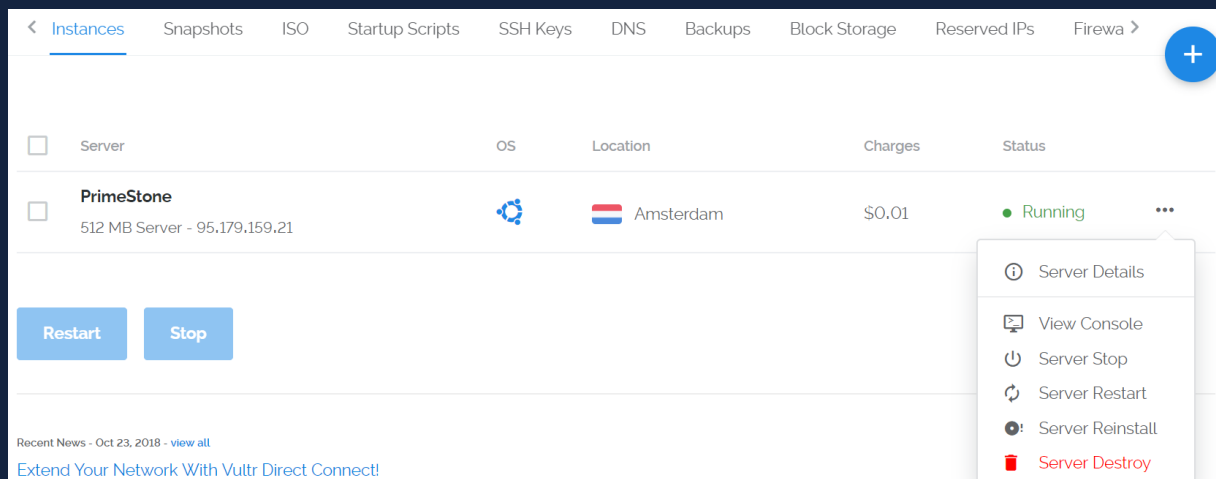 Instances Snapshots ISO Startup Scripts SSH Keys DNS Backups Block Storage Reserved IPs Firewa
Server OS Location Charges Status
PrimeStone
512 MB Server - 95.179.159.21
Amsterdam $0.01 Running
Server Details
View Console
Server Stop
Server Restart
Server Reinstall
Server Destroy
Restart Stop
Recent News - Oct 23, 2018 - view all
Extend Your Network With Vultr Direct Connect!